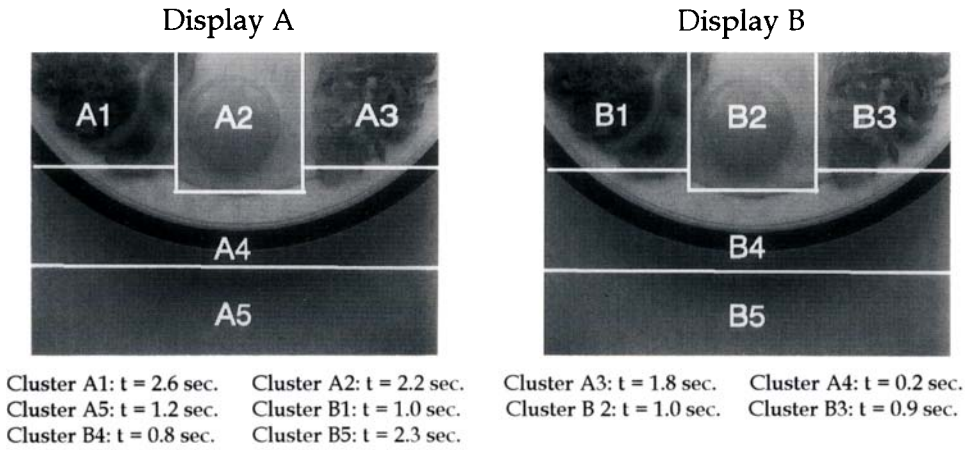 Display A Display B
A1 A2 A3 B1 B2 B3
A4 B4
A5 B5
Cluster A1: t = 2.6 sec. Cluster A2: t = 2.2 sec. Cluster A3: t = 1.8 sec. Cluster A4: t = 0.2 sec.
Cluster A5: t = 1.2 sec. Cluster B1: t = 1.0 sec. Cluster B 2: t = 1.0 sec. Cluster B3: t = 0.9 sec.
Cluster B4: t = 0.8 sec. Cluster B5: t = 2.3 sec.